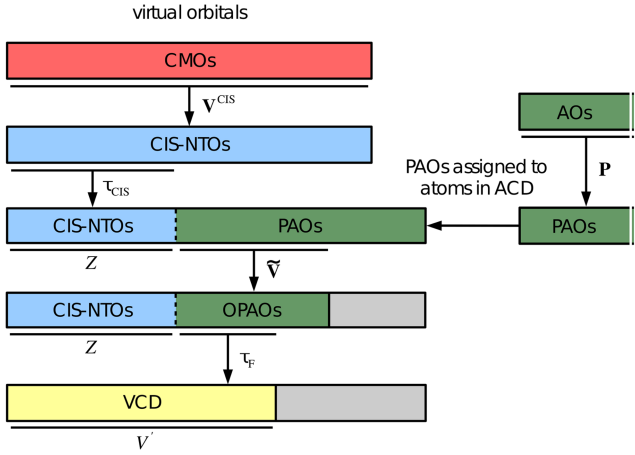 virtual orbitals
CMOs
V^CIS
AOs
CIS-NTOs
P
PAOs assigned to
atoms in ACD
τ_CIS
CIS-NTOs PAOs
PAOs
Z
Ṽ
CIS-NTOs OPAOs
Z
τ_F
VCD
V'